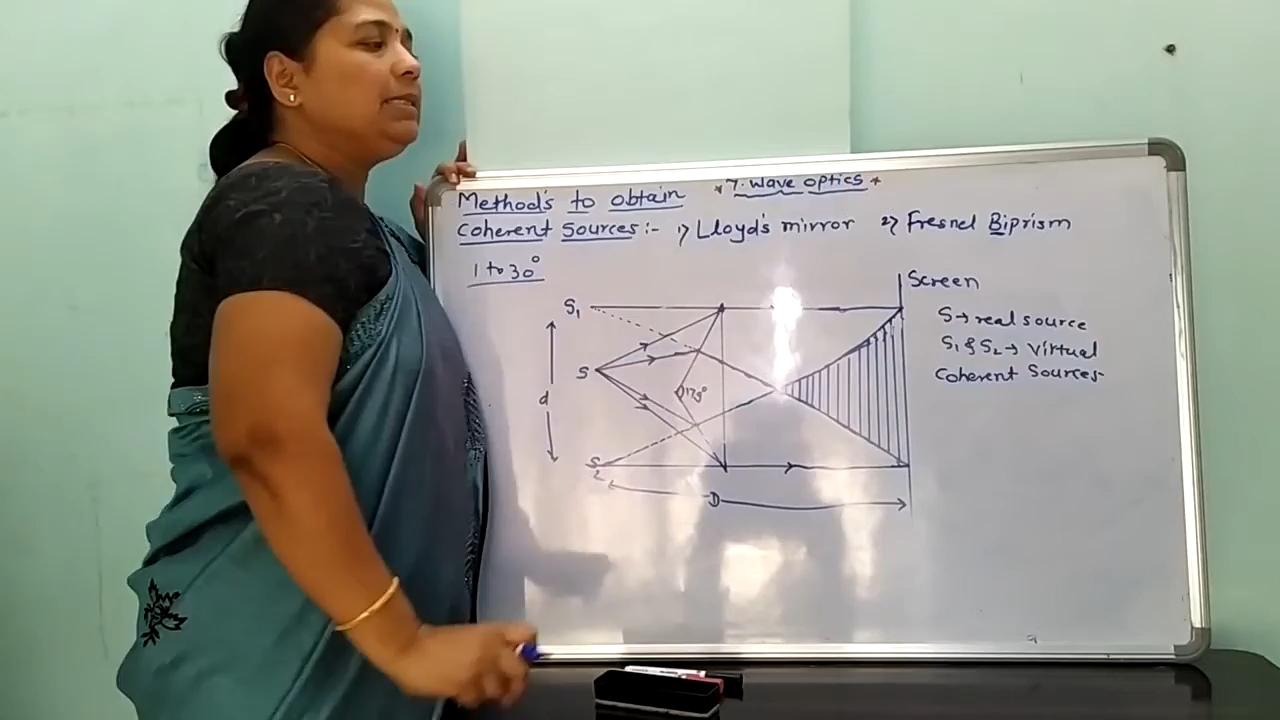 * 7. Wave optics *
Methods to obtain
Coherent Sources:- 1) Lloyd's mirror 2) Fresnel Biprism
1 to 30°
Screen
S₁
S → real source
S₁ & S₂ → virtual
Coherent Sources-
S
d
S₂
D